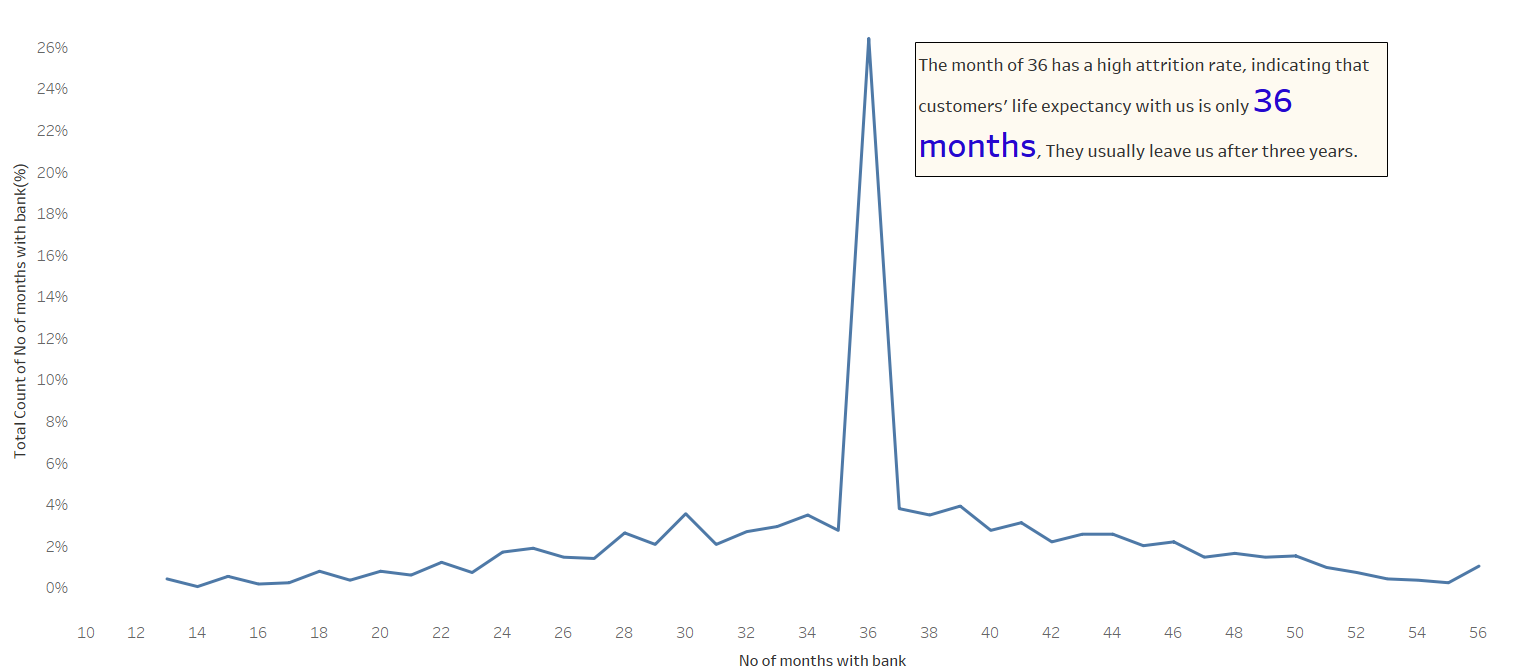 26%
24%
22%
20%
18%
16%
14%
12%
10%
8%
6%
4%
2%
0%
Total Count of No of months with bank(%)
The month of 36 has a high attrition rate, indicating that
customers’ life expectancy with us is only 36
months, They usually leave us after three years.
10 12 14 16 18 20 22 24 26 28 30 32 34 36 38 40 42 44 46 48 50 52 54 56
No of months with bank